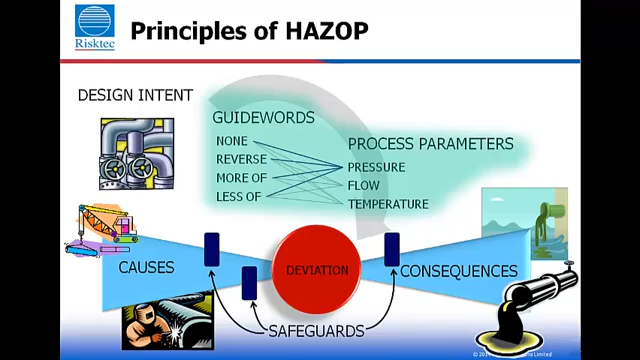 Risktec
Principles of HAZOP
DESIGN INTENT
GUIDEWORDS
NONE
REVERSE
MORE OF
LESS OF
PROCESS PARAMETERS
PRESSURE
FLOW
TEMPERATURE
CAUSES
DEVIATION
CONSEQUENCES
SAFEGUARDS
Limited